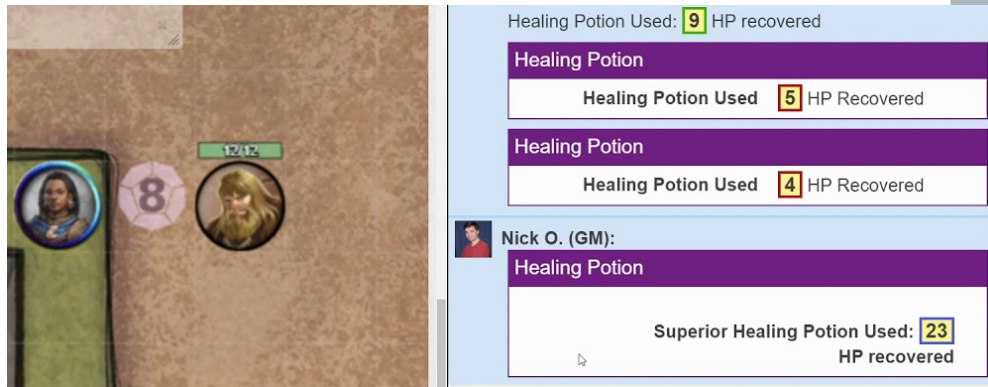 12/12
8
Healing Potion Used: 9 HP recovered
Healing Potion
Healing Potion Used 5 HP Recovered
Healing Potion
Healing Potion Used 4 HP Recovered
Nick O. (GM):
Healing Potion
Superior Healing Potion Used: 23
HP recovered